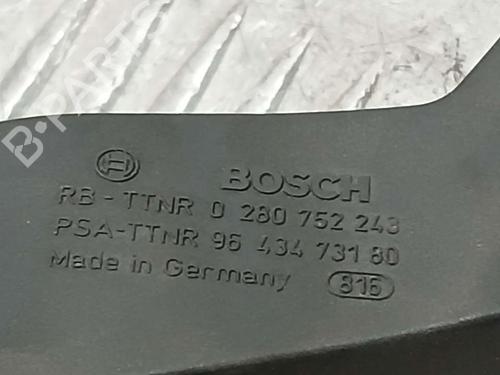 B·PARTS
BOSCH
RB-TTNR 0 280 752 243
PSA-TTNR 96 434 731 80
Made in Germany 816